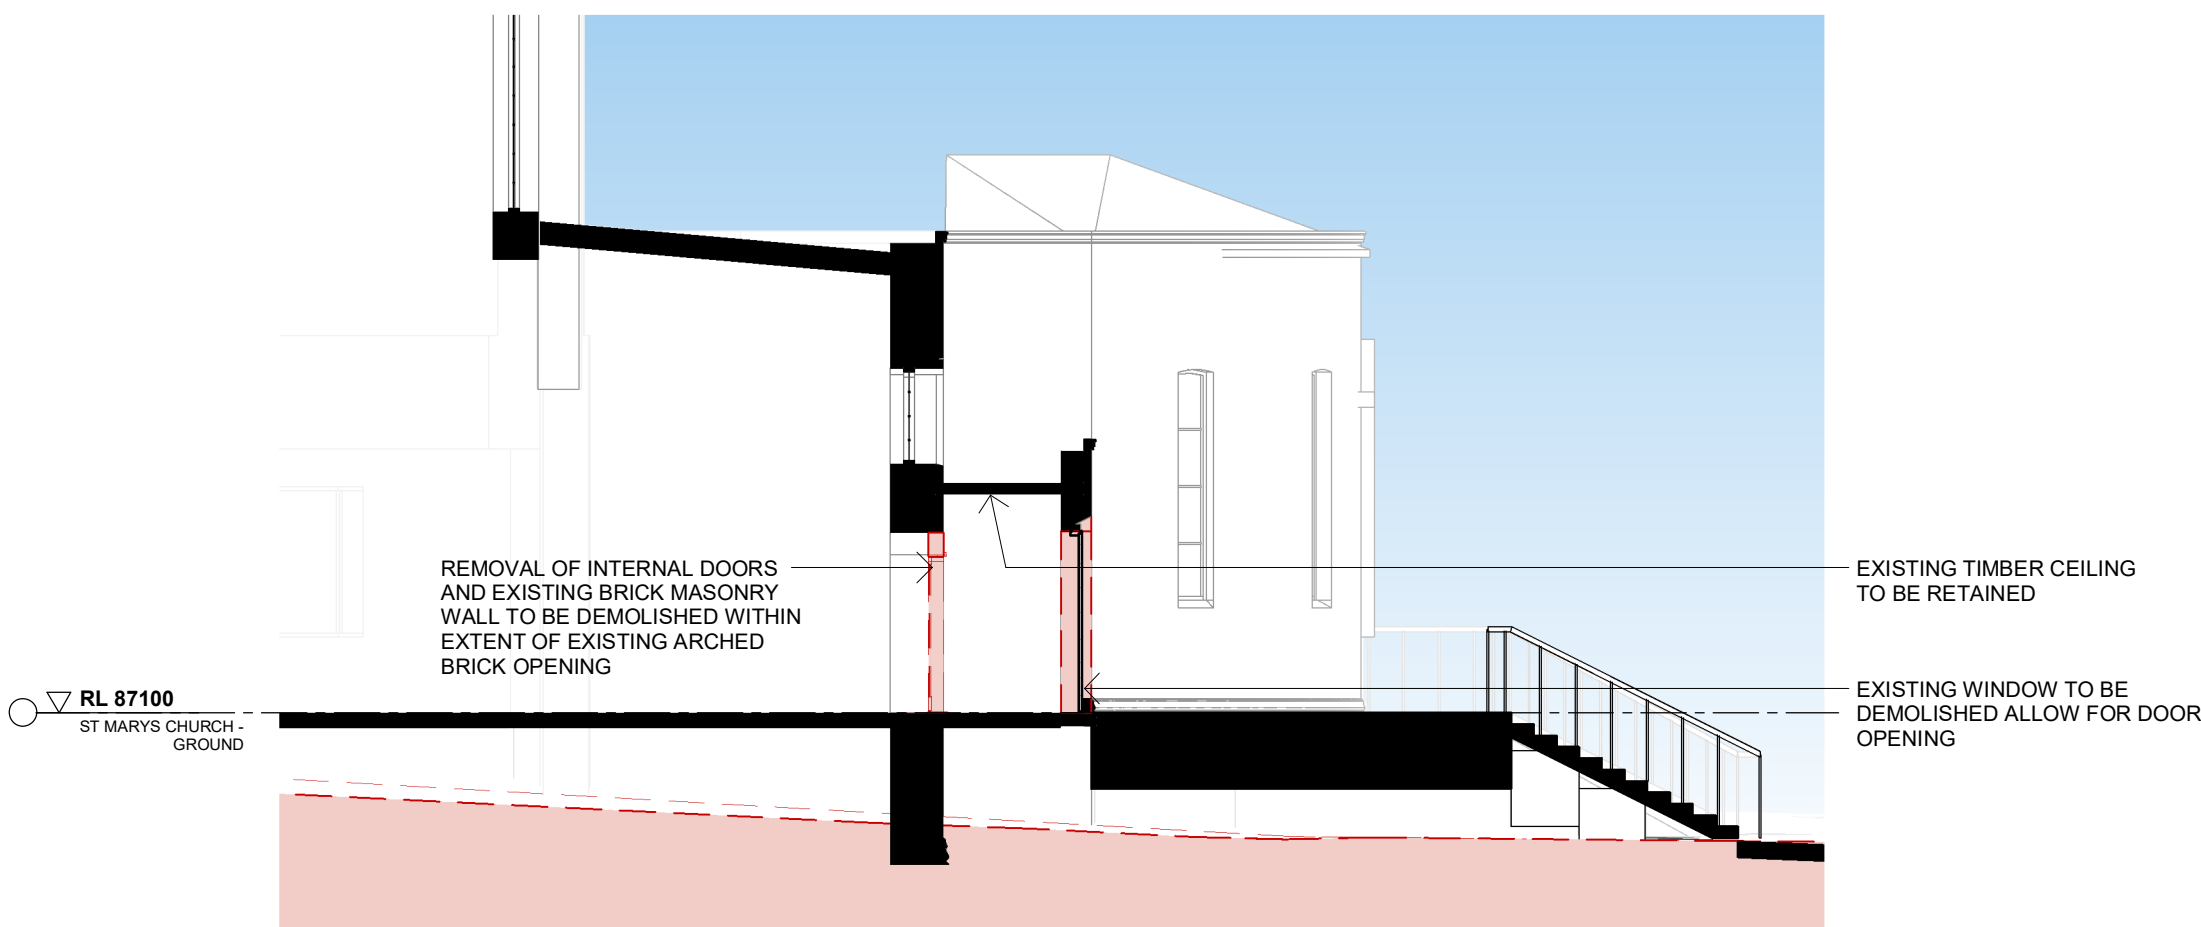 REMOVAL OF INTERNAL DOORS
AND EXISTING BRICK MASONRY
WALL TO BE DEMOLISHED WITHIN
EXTENT OF EXISTING ARCHED
BRICK OPENING
EXISTING TIMBER CEILING
TO BE RETAINED
RL 87100
ST MARYS CHURCH -
GROUND
EXISTING WINDOW TO BE
DEMOLISHED ALLOW FOR DOOR
OPENING